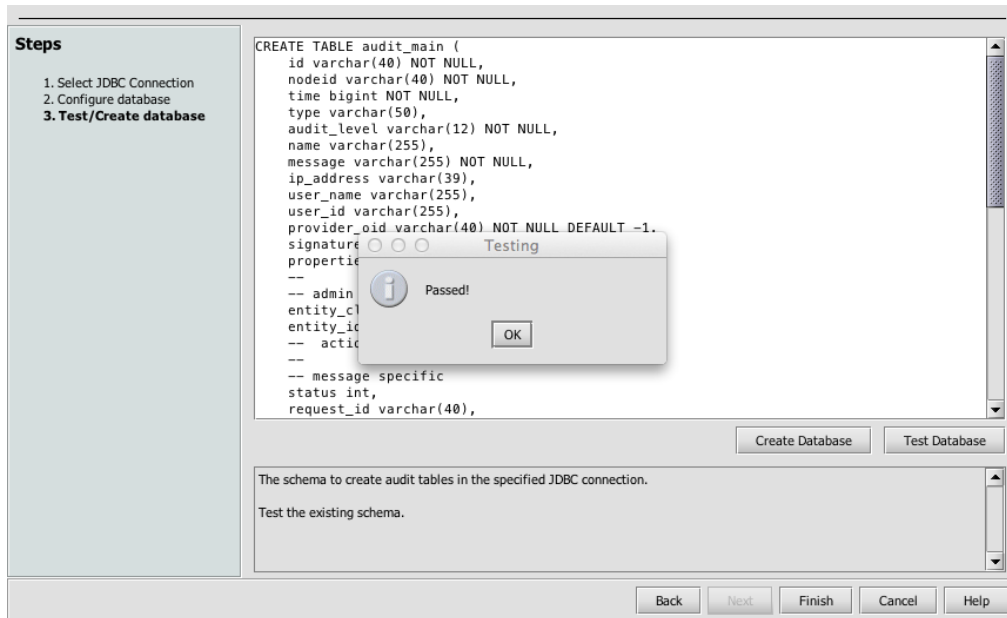 Steps
1. Select JDBC Connection
2. Configure database
3. Test/Create database
CREATE TABLE audit_main (
id varchar(40) NOT NULL,
nodeid varchar(40) NOT NULL,
time bigint NOT NULL,
type varchar(50),
audit_level varchar(12) NOT NULL,
name varchar(255),
message varchar(255) NOT NULL,
ip_address varchar(39),
user_name varchar(255),
user_id varchar(255),
provider_oid varchar(40) NOT NULL DEFAULT -1,
signature
propertie
--
-- admin
entity_cl
entity_id
-- actio
--
-- message specific
status int,
request_id varchar(40),
Testing
Passed!
OK
Create Database
Test Database
The schema to create audit tables in the specified JDBC connection.
Test the existing schema.
Back
Next
Finish
Cancel
Help